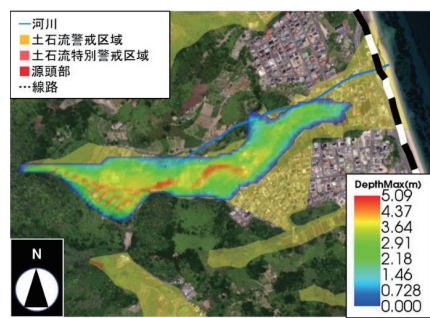 河川
土石流警戒区域
土石流特別警戒区域
源頭部
線路
DepthMax(m)
5.09
4.37
3.64
2.91
2.18
1.46
0.728
0.000
N